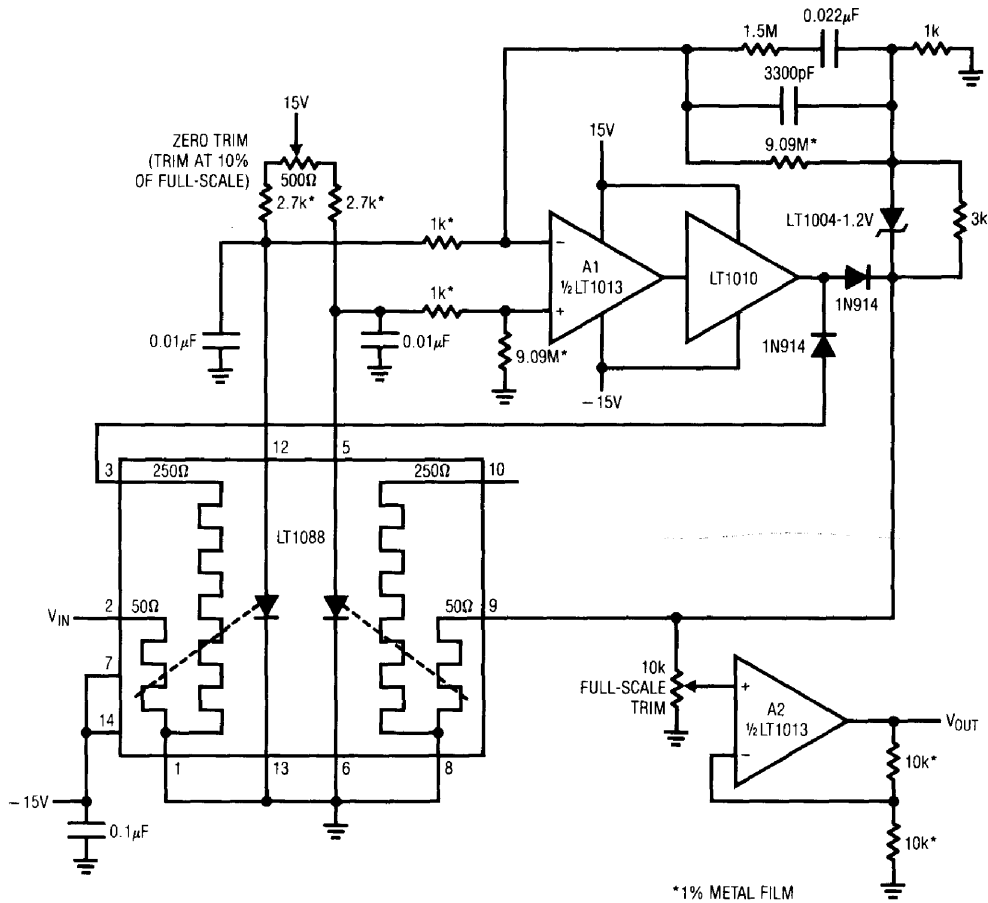 0.022μF
1.5M
1k
3300pF
15V
15V
ZERO TRIM
(TRIM AT 10%
OF FULL-SCALE)
500Ω
9.09M*
2.7k*
2.7k*
LT1004-1.2V
3k
1k*
−
A1
½ LT1013
LT1010
1k*
+
1N914
0.01μF
0.01μF
9.09M*
1N914
−15V
12
5
3
250Ω
250Ω
10
LT1088
2
50Ω
50Ω
9
VIN
7
14
10k
FULL-SCALE
TRIM
+
A2
½ LT1013
−
VOUT
10k*
1
13
6
8
−15V
0.1μF
10k*
*1% METAL FILM